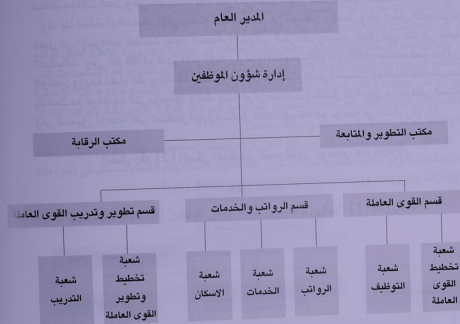 المدير العام
إدارة شؤون الموظفين
مكتب التطوير والمتابعة
مكتب الرقابة
قسم القوى العاملة
قسم الرواتب والخدمات
قسم تطوير وتدريب القوى العاملة
شعبة
تخطيط
القوى
العاملة
شعبة
التوظيف
شعبة
الرواتب
شعبة
الخدمات
شعبة
الاسكان
شعبة
تخطيط
وتطوير
القوى العاملة
شعبة
التدريب